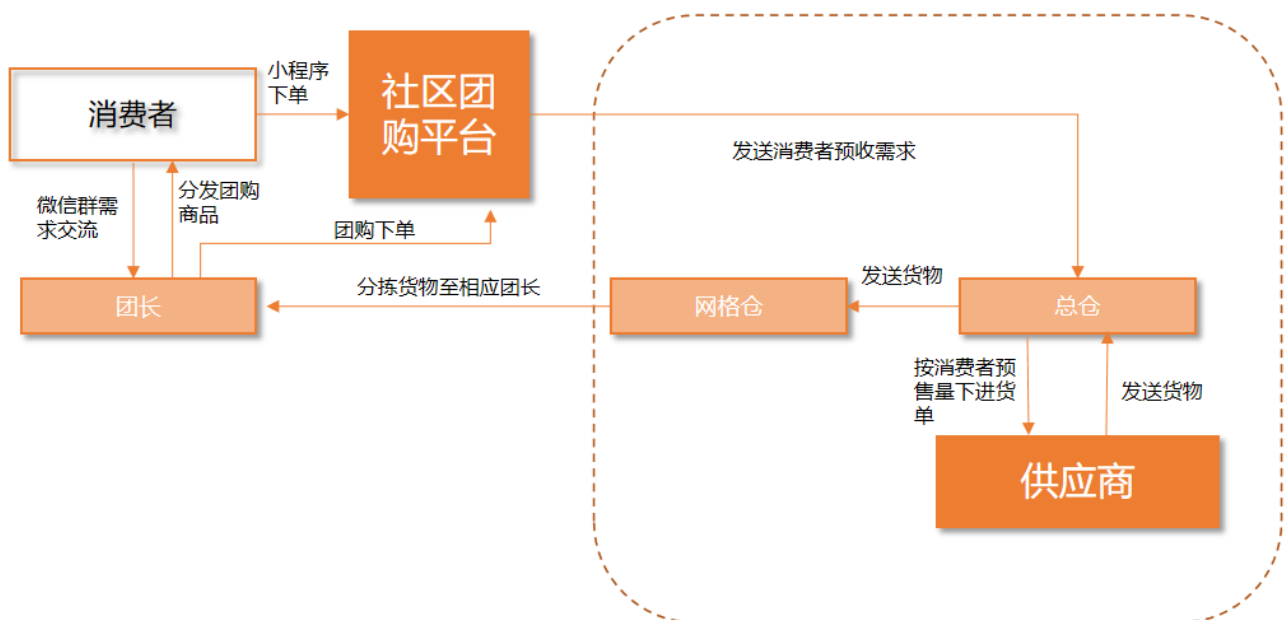 小程序
下单
消费者
社区团
购平台
发送消费者预收需求
微信群需
求交流
分发团购
商品
团购下单
分拣货物至相应团长
发送货物
团长
网格仓
总仓
按消费者预
售量下进货
单
发送货物
供应商